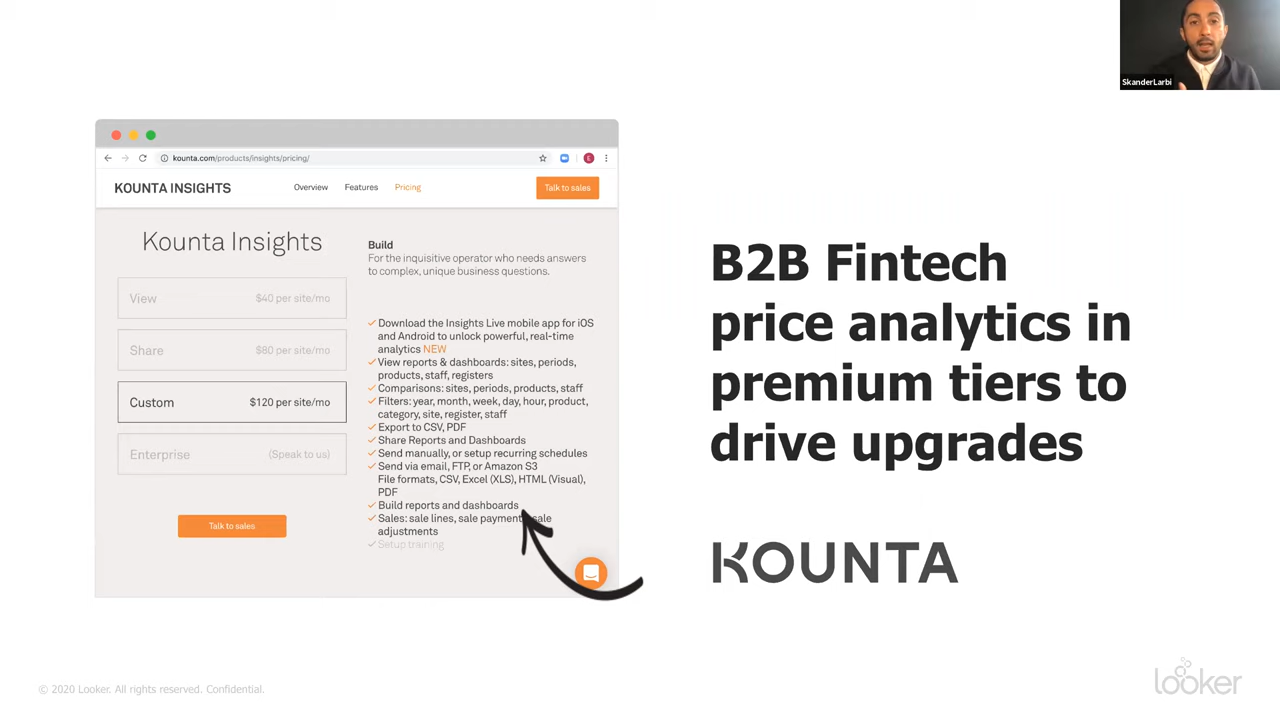 SkanderLarbi
kounta.com/products/insights/pricing/
E
KOUNTA INSIGHTS
Overview
Features
Pricing
Talk to sales
Kounta Insights
View
$40 per site/mo
Share
$80 per site/mo
Custom
$120 per site/mo
Enterprise
(Speak to us)
Talk to sales
Build
For the inquisitive operator who needs answers
to complex, unique business questions.
Download the Insights Live mobile app for iOS
and Android to unlock powerful, real-time
analytics NEW
View reports & dashboards: sites, periods,
products, staff, registers
Comparisons: sites, periods, products, staff
Filters: year, month, week, day, hour, product,
category, site, register, staff
Export to CSV, PDF
Share Reports and Dashboards
Send manually, or setup recurring schedules
Send via email, FTP, or Amazon S3
File formats, CSV, Excel (XLS), HTML (Visual),
PDF
Build reports and dashboards
Sales: sale lines, sale payment sale
adjustments
Setup training
B2B Fintech
price analytics in
premium tiers to
drive upgrades
KOUNTA
© 2020 Looker. All rights reserved. Confidential.
looker